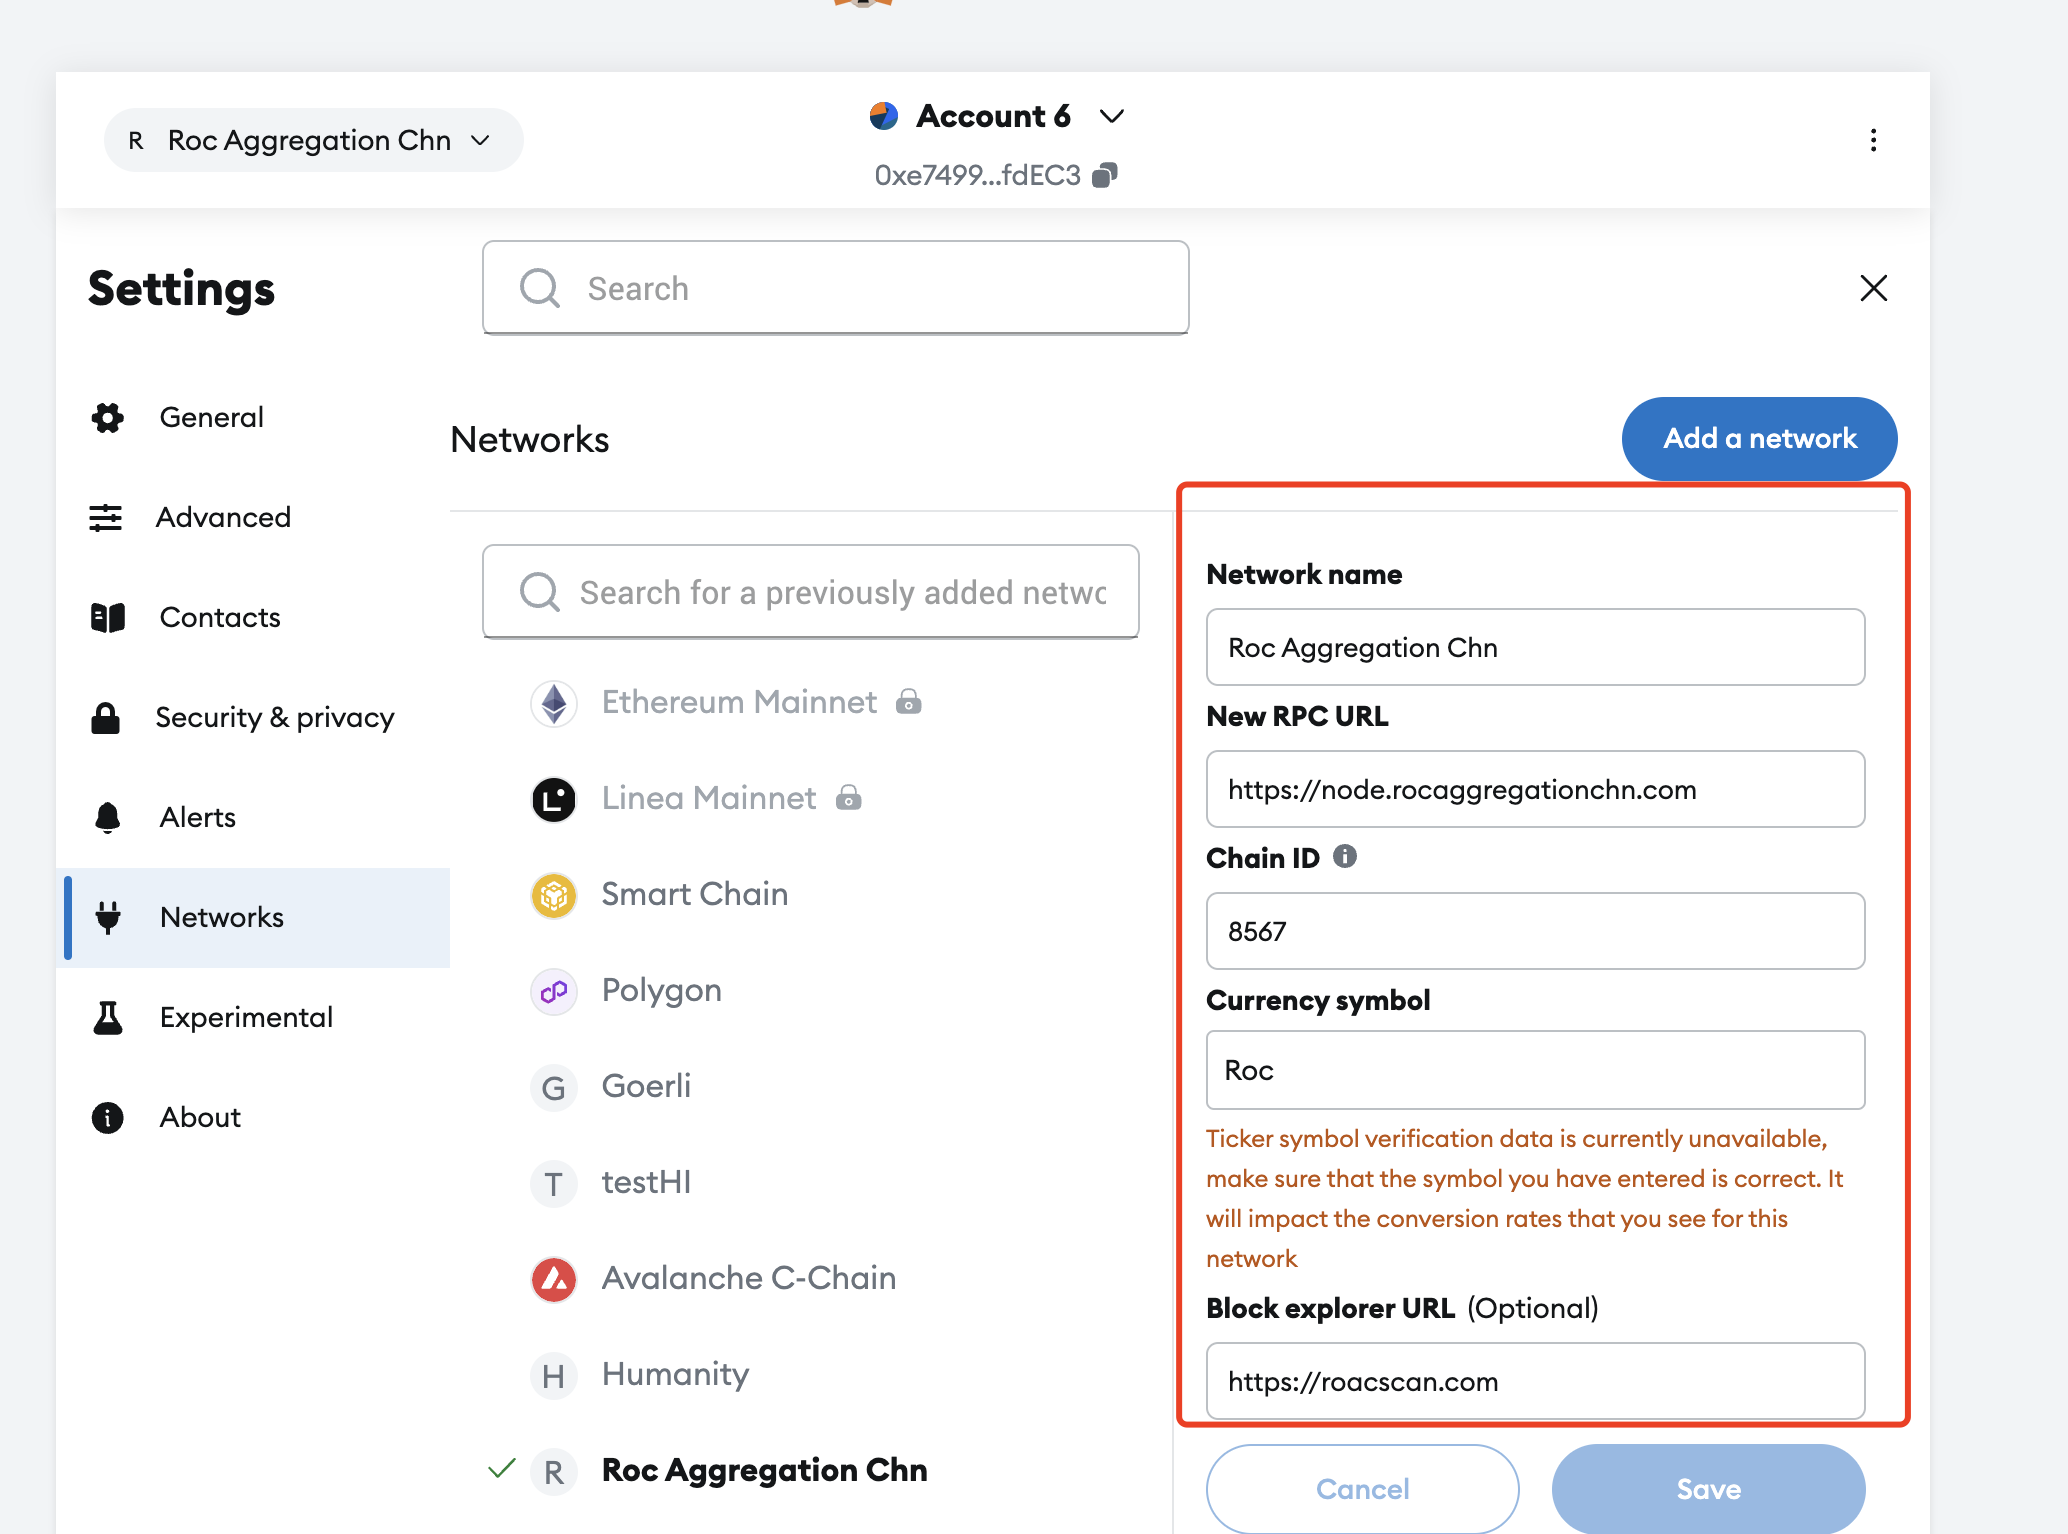 R Roc Aggregation Chn
Account 6
0xe7499...fdEC3
Settings
Search
General
Advanced
Contacts
Security & privacy
Alerts
Networks
Experimental
About
Networks
Add a network
Search for a previously added netwo
Ethereum Mainnet
Linea Mainnet
Smart Chain
Polygon
G Goerli
T testHI
Avalanche C-Chain
H Humanity
R Roc Aggregation Chn
Network name
Roc Aggregation Chn
New RPC URL
https://node.rocaggregationchn.com
Chain ID
8567
Currency symbol
Roc
Ticker symbol verification data is currently unavailable,
make sure that the symbol you have entered is correct. It
will impact the conversion rates that you see for this
network
Block explorer URL (Optional)
https://roacscan.com
Cancel
Save